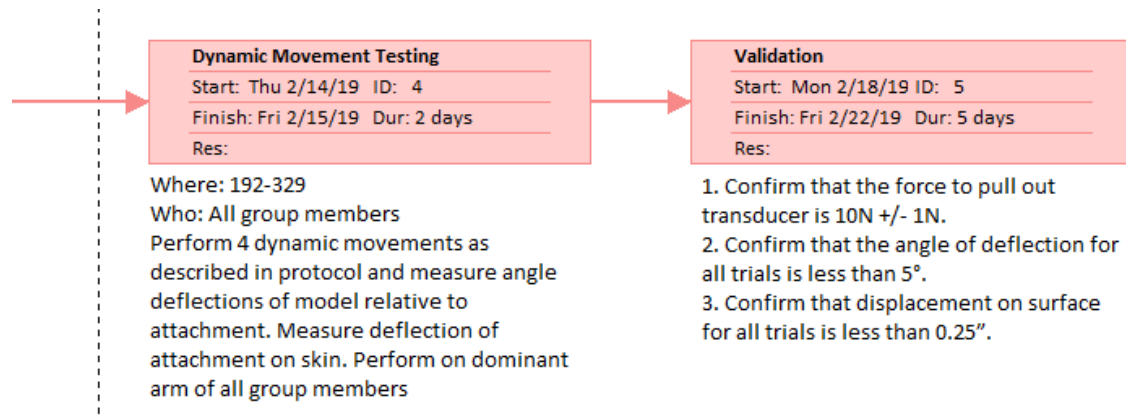 Dynamic Movement Testing
Start: Thu 2/14/19 ID: 4
Finish: Fri 2/15/19 Dur: 2 days
Res:
Where: 192-329
Who: All group members
Perform 4 dynamic movements as
described in protocol and measure angle
deflections of model relative to
attachment. Measure deflection of
attachment on skin. Perform on dominant
arm of all group members
Validation
Start: Mon 2/18/19 ID: 5
Finish: Fri 2/22/19 Dur: 5 days
Res:
1. Confirm that the force to pull out
transducer is 10N +/- 1N.
2. Confirm that the angle of deflection for
all trials is less than 5°.
3. Confirm that displacement on surface
for all trials is less than 0.25”.